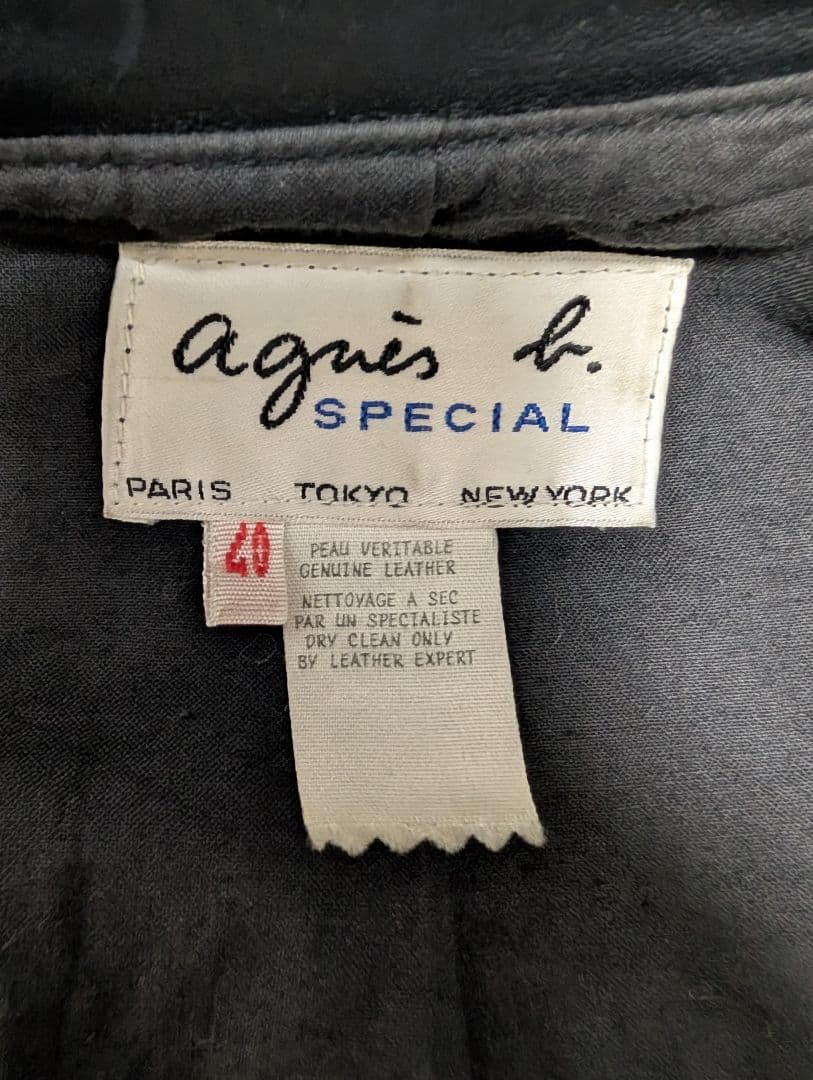 agnès b.
SPECIAL
PARIS TOKYO NEW YORK
40
PEAU VERITABLE
GENUINE LEATHER
NETTOYAGE A SEC
PAR UN SPECIALISTE
DRY CLEAN ONLY
BY LEATHER EXPERT